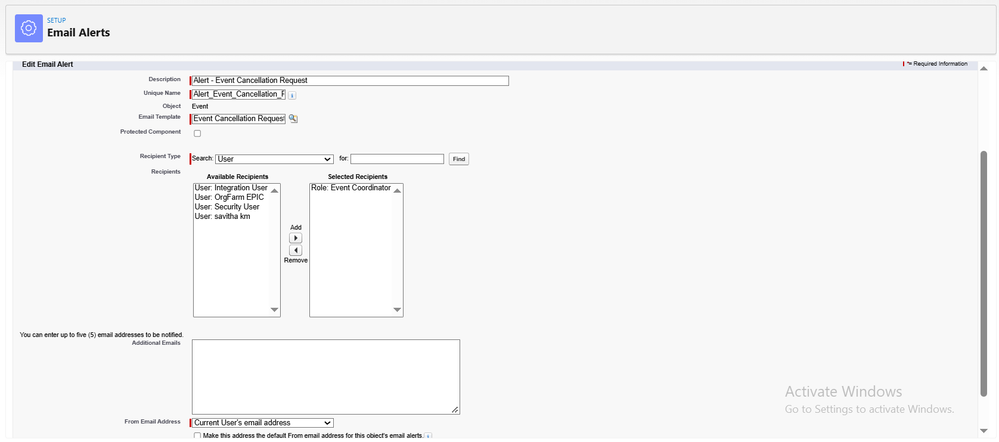 SETUP
Email Alerts
Edit Email Alert
= Required Information
Description
Alert - Event Cancellation Request
Unique Name
Alert_Event_Cancellation_
i
Object
Event
Email Template
Event Cancellation Request
Protected Component
Recipient Type
Search: User for: Find
Recipients
Available Recipients
Selected Recipients
User: Integration User
User: OrgFarm EPIC
User: Security User
User: savitha km
Role: Event Coordinator
Add
Remove
You can enter up to five (5) email addresses to be notified.
Additional Emails
From Email Address
Current User's email address
Make this address the default From email address for this object's email alerts. i
Activate Windows
Go to Settings to activate Windows.